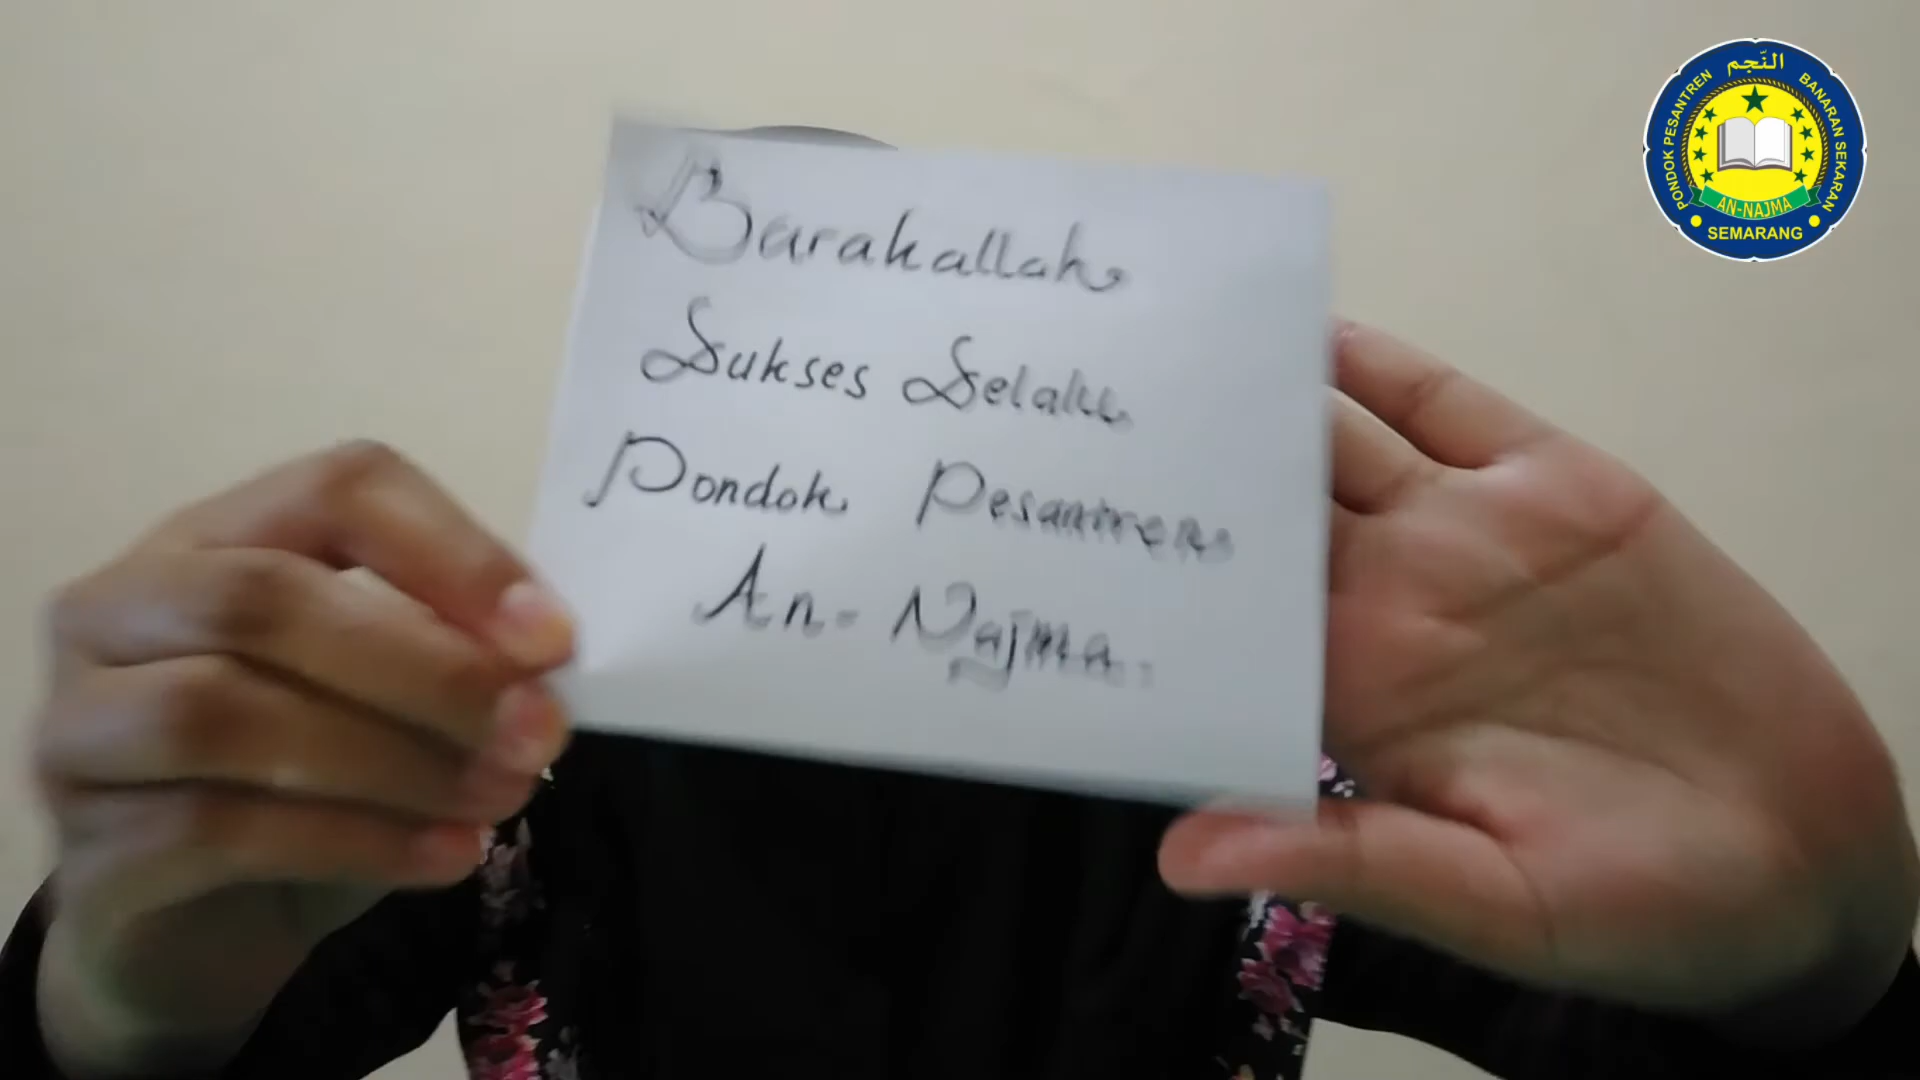 Barakallah
Sukses Selalu
Pondok Pesantren
An-Najma.
النّجم
PONDOK PESANTREN
BANARAN SEKARAN
AN-NAJMA
SEMARANG